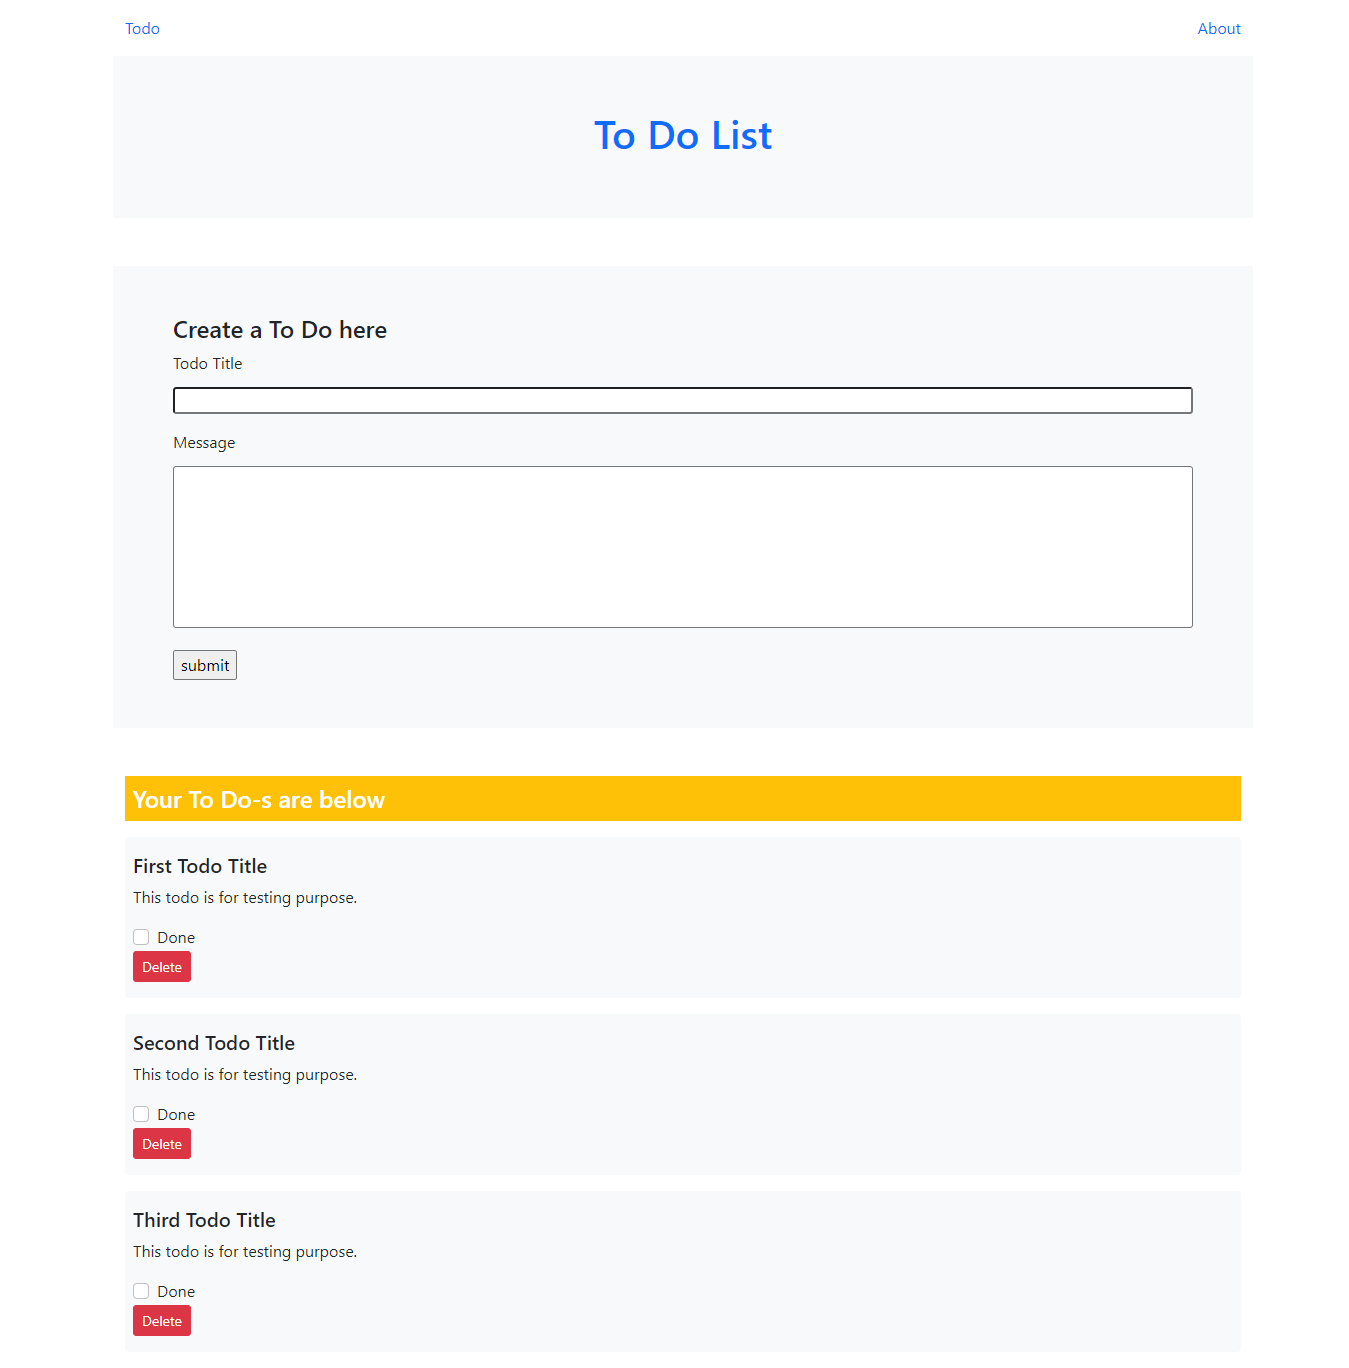 Todo
About
To Do List
Create a To Do here
Todo Title
Message
submit
Your To Do-s are below
First Todo Title
This todo is for testing purpose.
Done
Delete
Second Todo Title
This todo is for testing purpose.
Done
Delete
Third Todo Title
This todo is for testing purpose.
Done
Delete